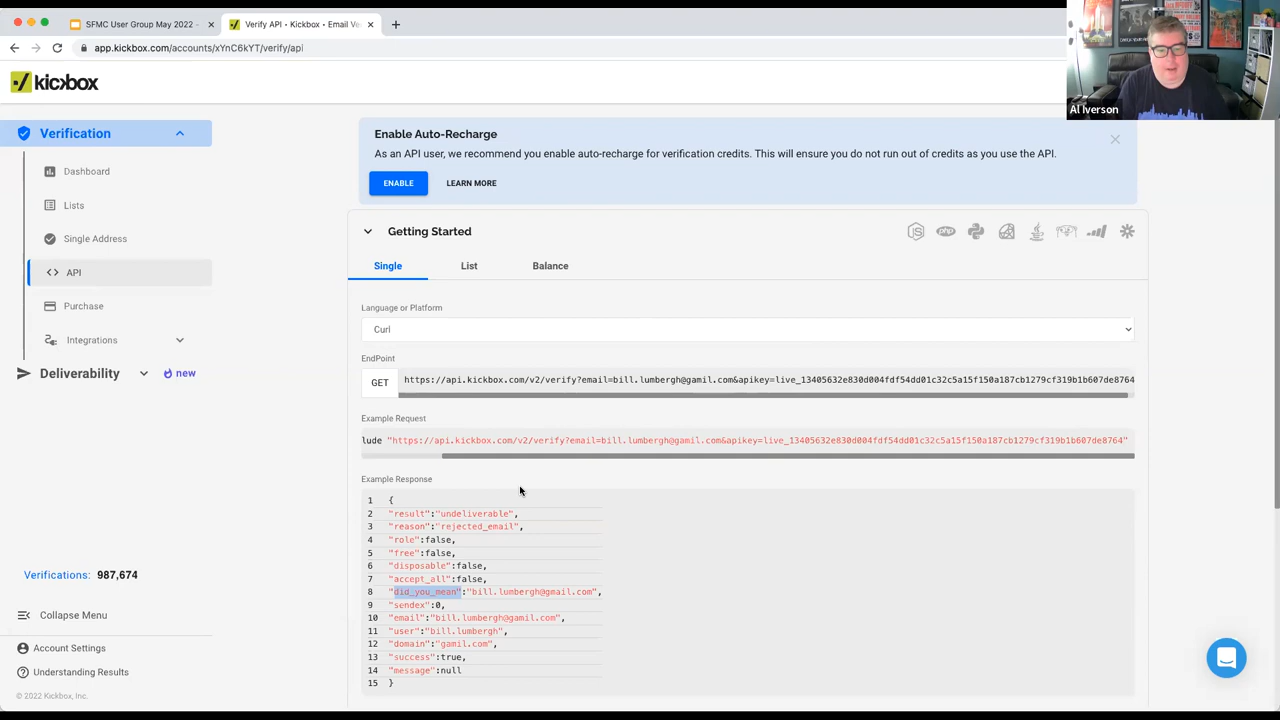 SFMC User Group May 2022 -
Verify API • Kickbox • Email Ve
app.kickbox.com/accounts/xYnC6kYT/verify/api
kickbox
Al Iverson
Verification
Dashboard
Lists
Single Address
API
Purchase
Integrations
Deliverability
new
Verifications: 987,674
Collapse Menu
Account Settings
Understanding Results
© 2022 Kickbox, Inc.
Enable Auto-Recharge
As an API user, we recommend you enable auto-recharge for verification credits. This will ensure you do not run out of credits as you use the API.
ENABLE LEARN MORE
Getting Started
php
Single List Balance
Language or Platform
Curl
EndPoint
GET https://api.kickbox.com/v2/verify?email=bill.lumbergh@gamil.com&apikey=live_13405632e830d004fdf54dd01c32c5a15f150a187cb1279cf319b1b607de8764
Example Request
lude "https://api.kickbox.com/v2/verify?email=bill.lumbergh@gamil.com&apikey=live_13405632e830d004fdf54dd01c32c5a15f150a187cb1279cf319b1b607de8764"
Example Response
1 {
2 "result":"undeliverable",
3 "reason":"rejected_email",
4 "role":false,
5 "free":false,
6 "disposable":false,
7 "accept_all":false,
8 "did_you_mean":"bill.lumbergh@gmail.com",
9 "sendex":0,
10 "email":"bill.lumbergh@gamil.com",
11 "user":"bill.lumbergh",
12 "domain":"gamil.com",
13 "success":true,
14 "message":null
15 }